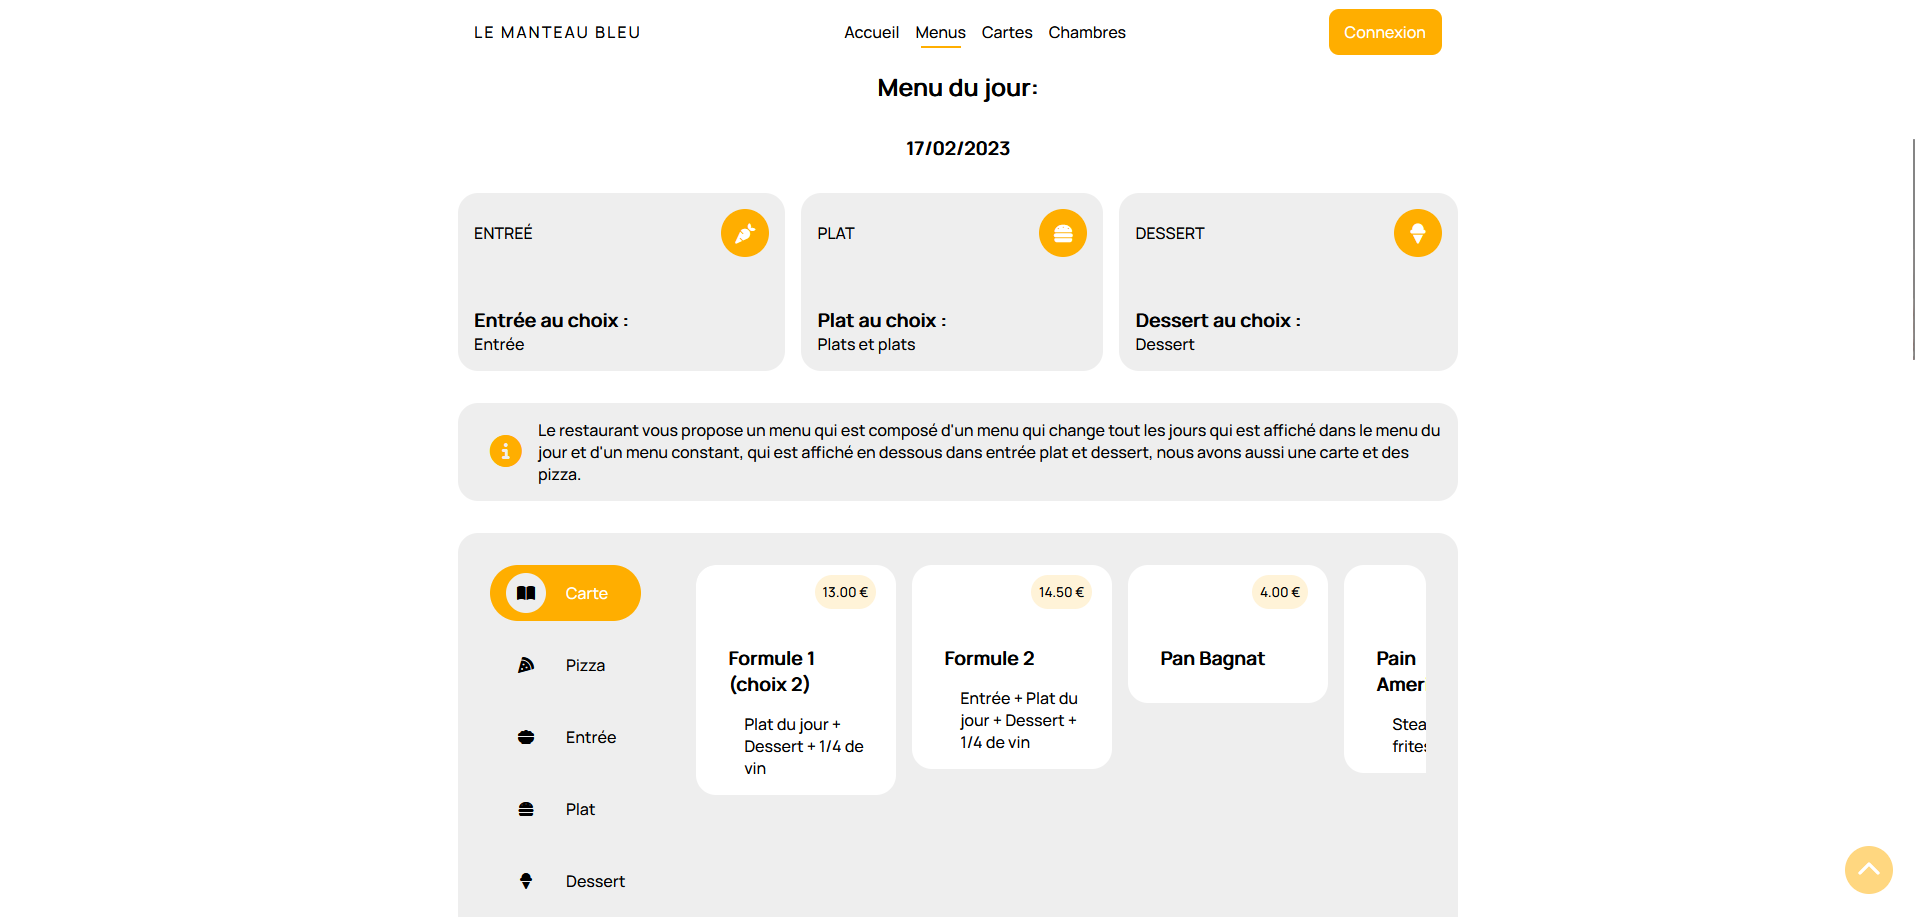 LE MANTEAU BLEU
Accueil Menus Cartes Chambres
Connexion
Menu du jour:
17/02/2023
ENTREÉ
Entrée au choix :
Entrée
PLAT
Plat au choix :
Plats et plats
DESSERT
Dessert au choix :
Dessert
Le restaurant vous propose un menu qui est composé d'un menu qui change tout les jours qui est affiché dans le menu du
jour et d'un menu constant, qui est affiché en dessous dans entrée plat et dessert, nous avons aussi une carte et des
pizza.
Carte
Pizza
Entrée
Plat
Dessert
13.00 €
Formule 1
(choix 2)
Plat du jour +
Dessert + 1/4 de
vin
14.50 €
Formule 2
Entrée + Plat du
jour + Dessert +
1/4 de vin
4.00 €
Pan Bagnat
Pain
Amer
Stea
frites